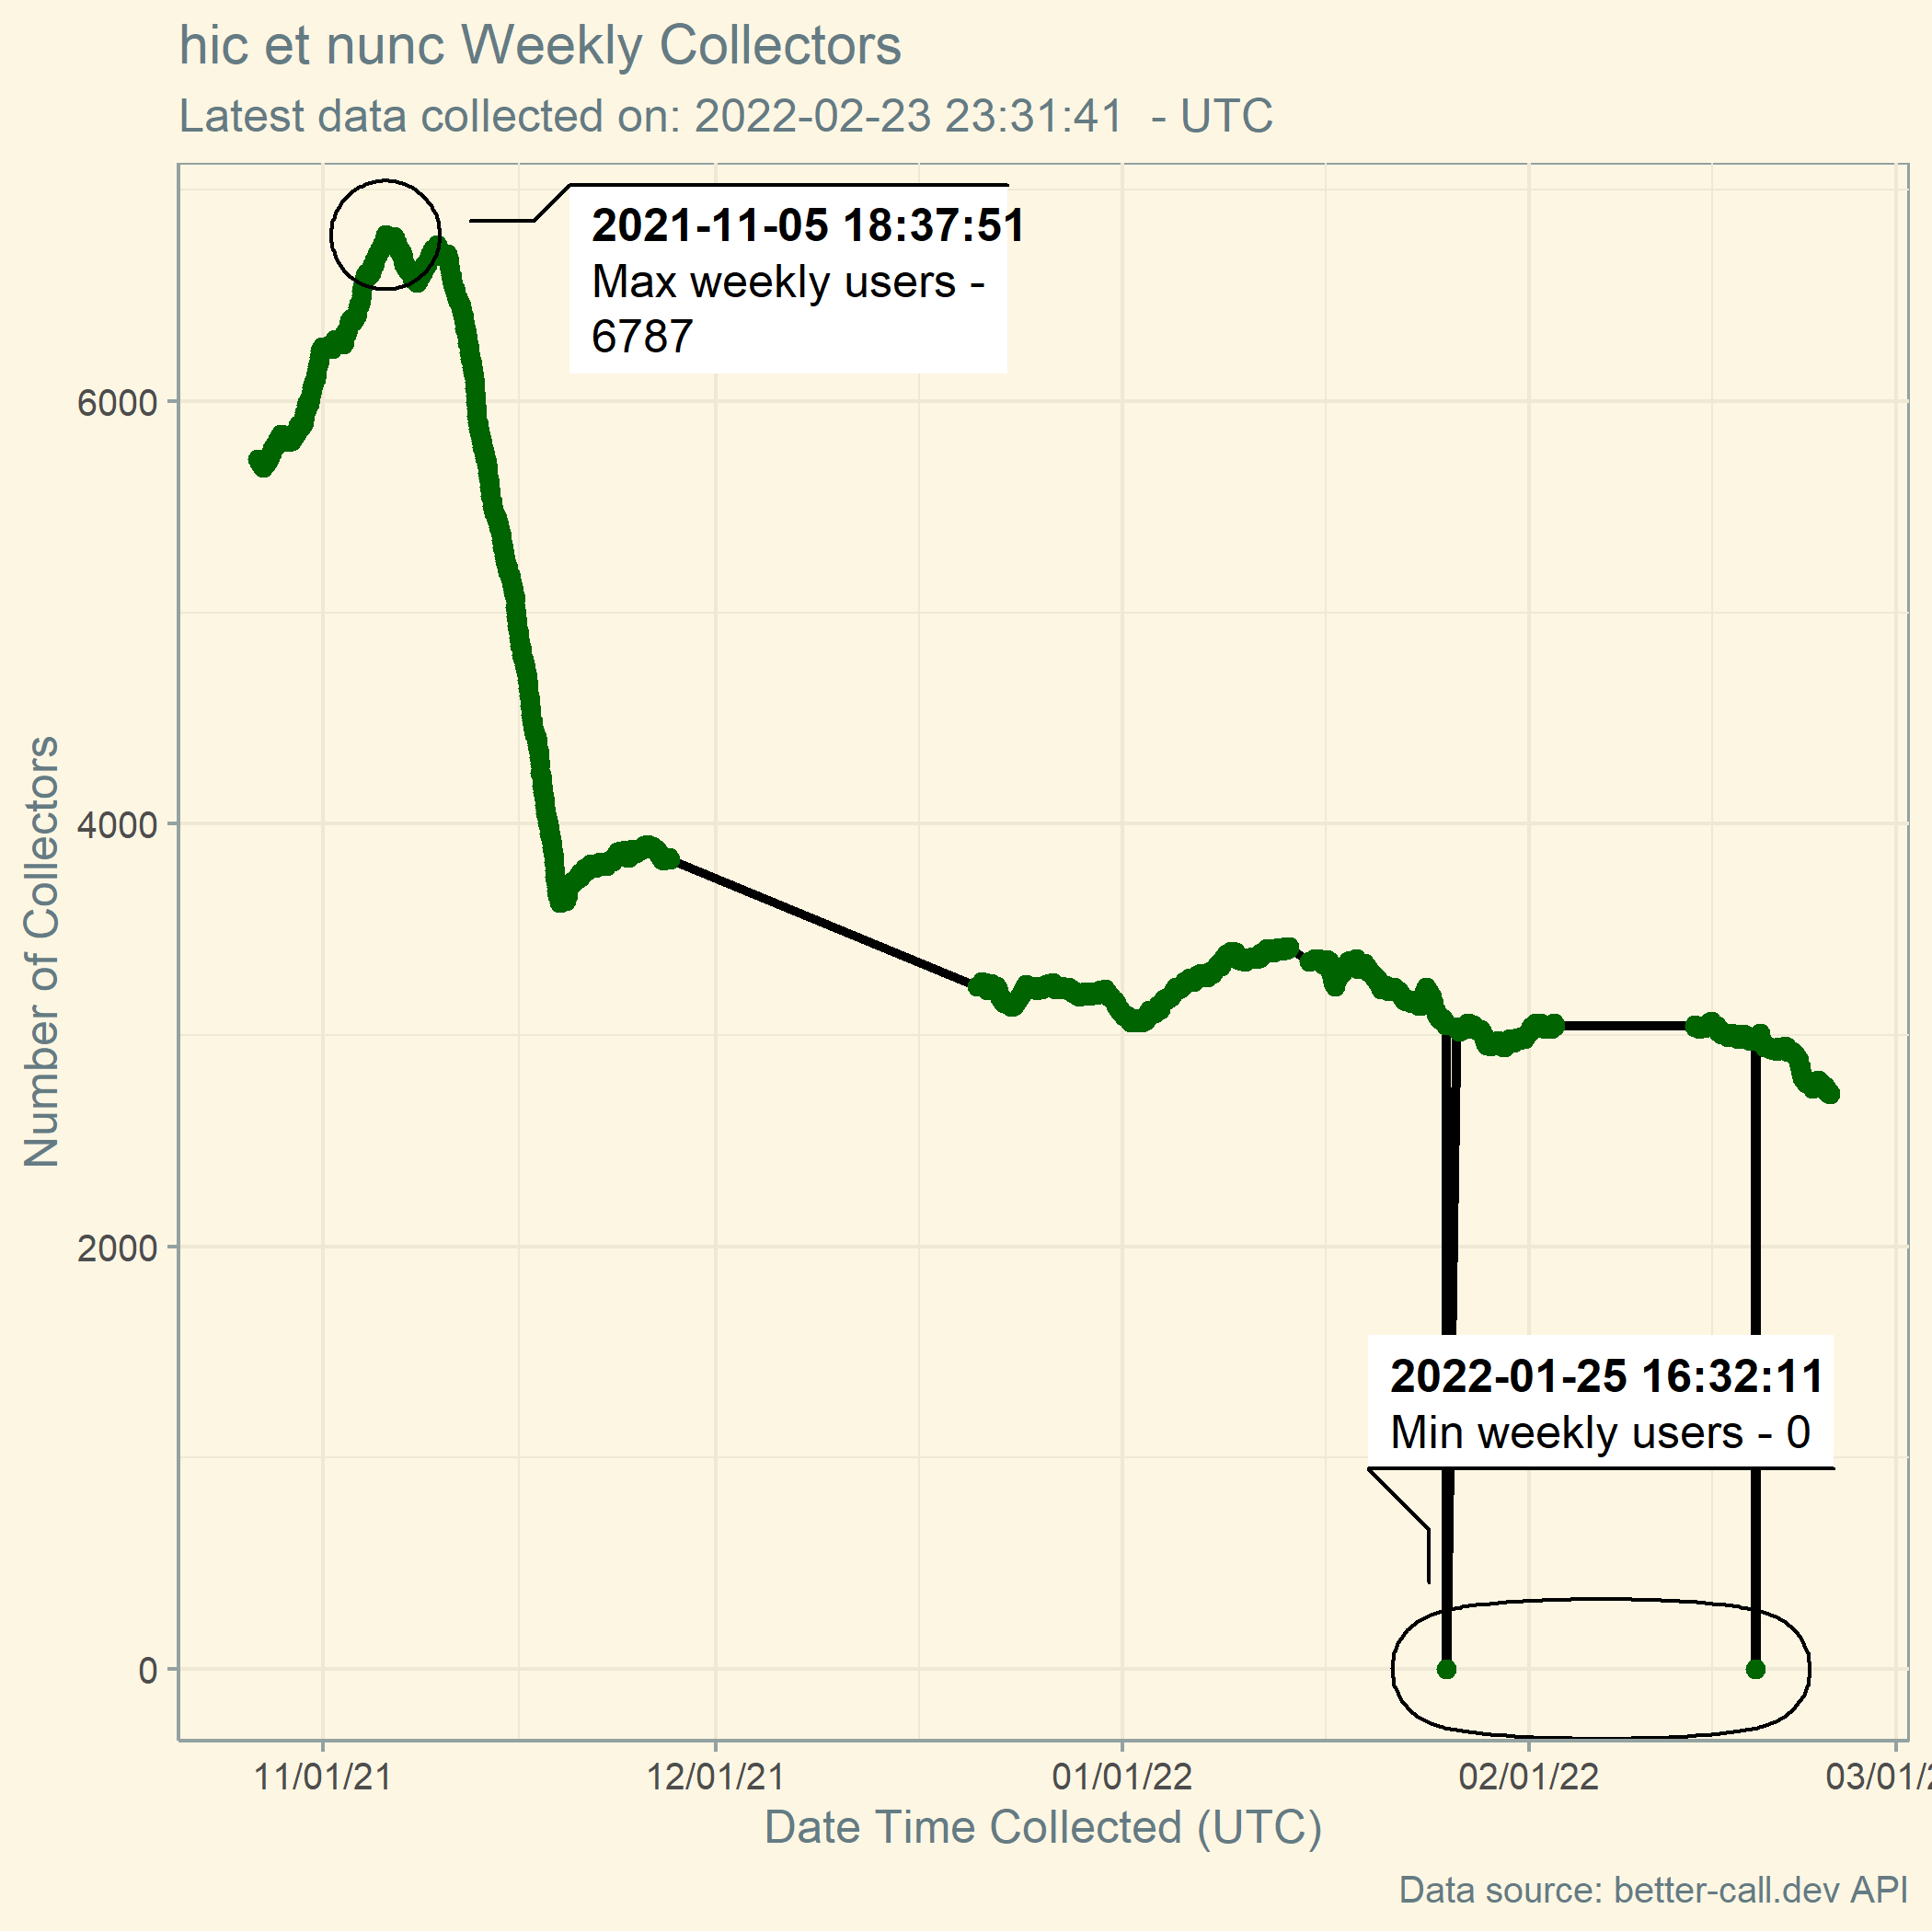 hic et nunc Weekly Collectors
Latest data collected on: 2022-02-23 23:31:41  - UTC
2021-11-05 18:37:51
Max weekly users -
6787
6000
4000
2000
0
Number of Collectors
2022-01-25 16:32:11
Min weekly users - 0
11/01/21
12/01/21
01/01/22
02/01/22
03/01/2
Date Time Collected (UTC)
Data source: better-call.dev API